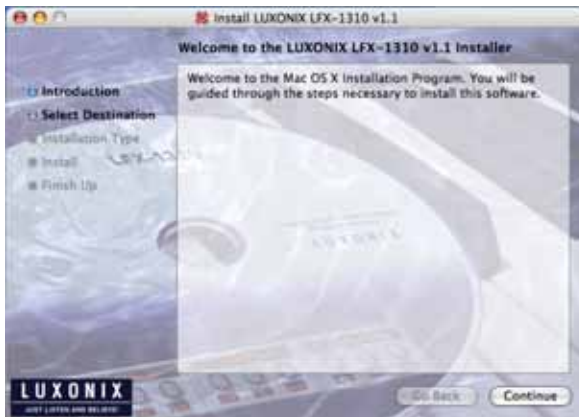 Install LUXONIX LFX-1310 v1.1
Welcome to the LUXONIX LFX-1310 v1.1 Installer
Introduction
Select Destination
Installation Type
Install
Finish Up
Welcome to the Mac OS X Installation Program. You will be
guided through the steps necessary to install this software.
LUXONIX
LUXONIX
JUST LISTEN AND BELIEVE!
Go Back
Continue